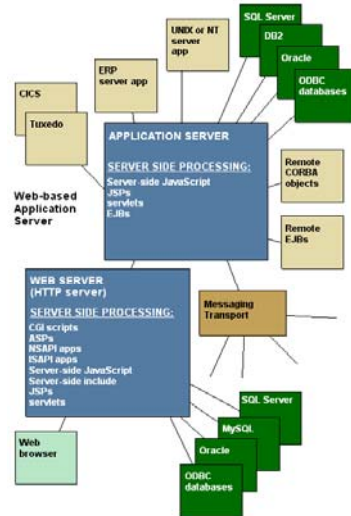 SQL Server
DB2
Oracle
ODBC
databases
UNIX or NT
server app
ERP
server app
CICS
Tuxedo
APPLICATION SERVER
SERVER SIDE PROCESSING:
Server-side JavaScript
JSPs
servlets
EJBs
Web-based
Application
Server
Remote
CORBA
objects
Remote
EJBs
WEB SERVER
(HTTP server)
SERVER SIDE PROCESSING:
CGI scripts
ASPs
NSAPI apps
ISAPI apps
Server-side JavaScript
Server-side include
JSPs
servlets
Messaging
Transport
Web
browser
SQL Server
MySQL
Oracle
ODBC
databases